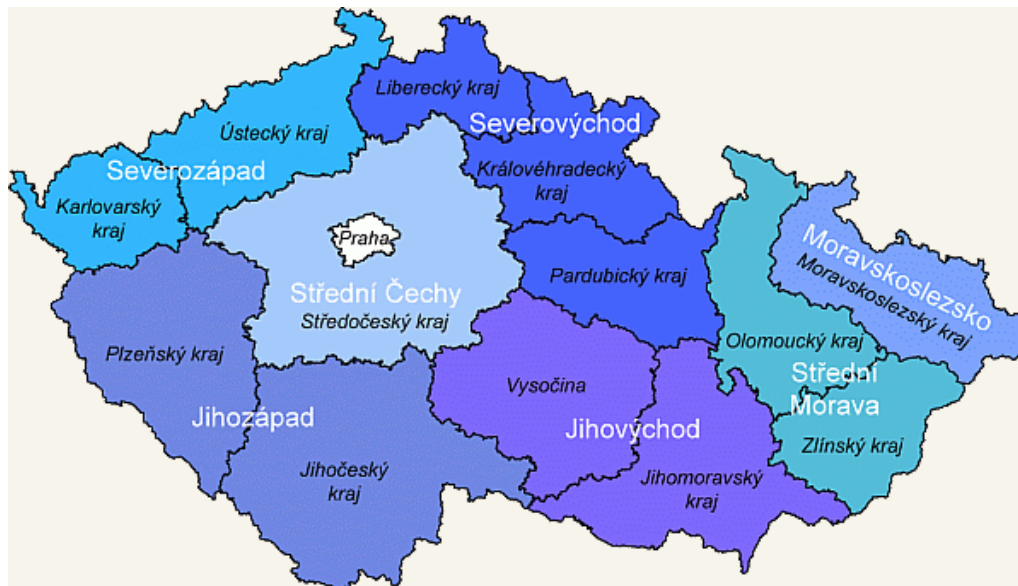 Liberecký kraj
Ústecký kraj
Severovýchod
Severozápad
Královéhradecký
kraj
Karlovarský
kraj
Praha
Moravskoslezsko
Moravskoslezský kraj
Pardubický kraj
Střední Čechy
Středočeský kraj
Olomoucký kraj
Plzeňský kraj
Střední
Morava
Vysočina
Jihozápad
Jihovýchod
Zlínský kraj
Jihočeský
kraj
Jihomoravský
kraj